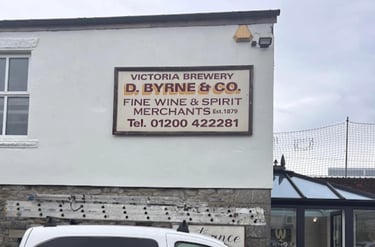 VICTORIA BREWERY
D. BYRNE & CO.
FINE WINE & SPIRIT
MERCHANTS Est. 1879
Tel. 01200 422281